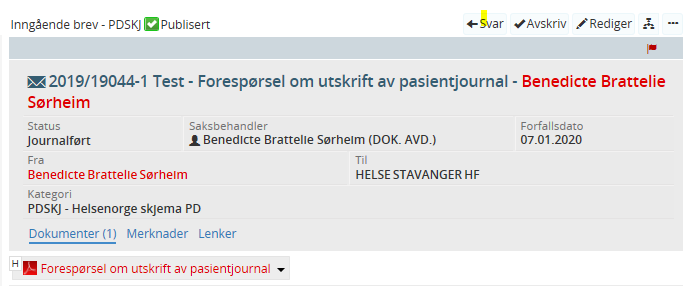 Inngående brev - PDSKJ Publisert Svar Avskriv Rediger
2019/19044-1 Test - Forespørsel om utskrift av pasientjournal - Benedicte Brattelie
Sørheim
Status Saksbehandler Forfallsdato
Journalført Benedicte Brattelie Sørheim (DOK. AVD.) 07.01.2020
Fra Til
Benedicte Brattelie Sørheim HELSE STAVANGER HF
Kategori
PDSKJ - Helsenorge skjema PD
Dokumenter (1) Merknader Lenker
H Forespørsel om utskrift av pasientjournal